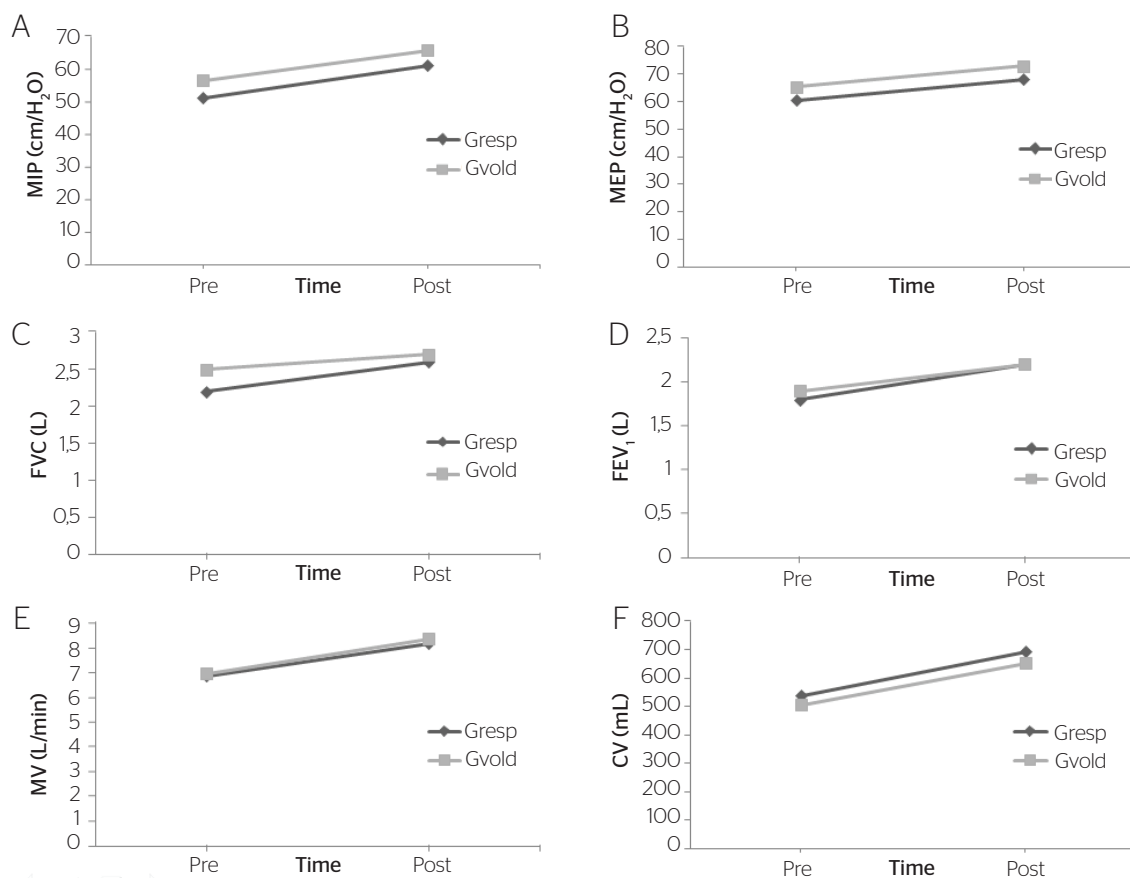 A
70
60
50
40
30
20
10
0
MIP (cm/H₂O)
Gresp
Gvold
Pre
Time
Post
B
80
70
60
50
40
30
20
10
0
MEP (cm/H₂O)
Gresp
Gvold
Pre
Time
Post
C
3
2,5
2
1,5
1
0,5
0
FVC (L)
Gresp
Gvold
Pre
Time
Post
D
2,5
2
1,5
1
0,5
0
FEV₁ (L)
Gresp
Gvold
Pre
Time
Post
E
9
8
7
6
5
4
3
2
1
0
MV (L/min)
Gresp
Gvold
Pre
Time
Post
F
800
700
600
500
400
300
200
100
0
CV (mL)
Gresp
Gvold
Pre
Time
Post